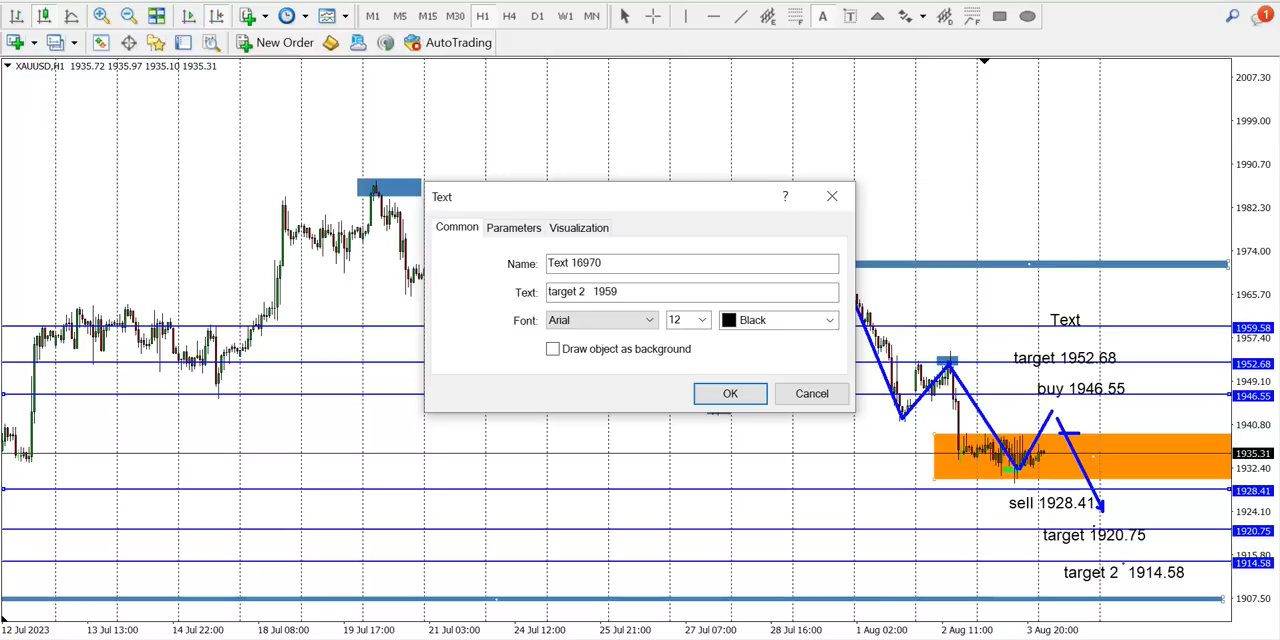 M1 M5 M15 M30 H1 H4 D1 W1 MN
E F A T D F
1
New Order AutoTrading
XAUUSD,H1 1935.72 1935.97 1935.10 1935.31
2007.30
1999.00
1990.70
1982.30
1974.00
1965.70
1959.58
1957.40
1952.68
1949.10
1946.55
1940.80
1935.31
1932.40
1928.41
1924.10
1920.75
1915.80
1914.58
1907.50
Text
Common Parameters Visualization
Name: Text 16970
Text: target 2 1959
Font: Arial 12 Black
Draw object as background
OK Cancel
Text
target 1952.68
buy 1946.55
sell 1928.41
target 1920.75
target 2 1914.58
12 Jul 2023 13 Jul 13:00 14 Jul 22:00 18 Jul 08:00 19 Jul 17:00 21 Jul 03:00 24 Jul 12:00 25 Jul 21:00 27 Jul 07:00 28 Jul 16:00 1 Aug 02:00 2 Aug 11:00 3 Aug 20:00